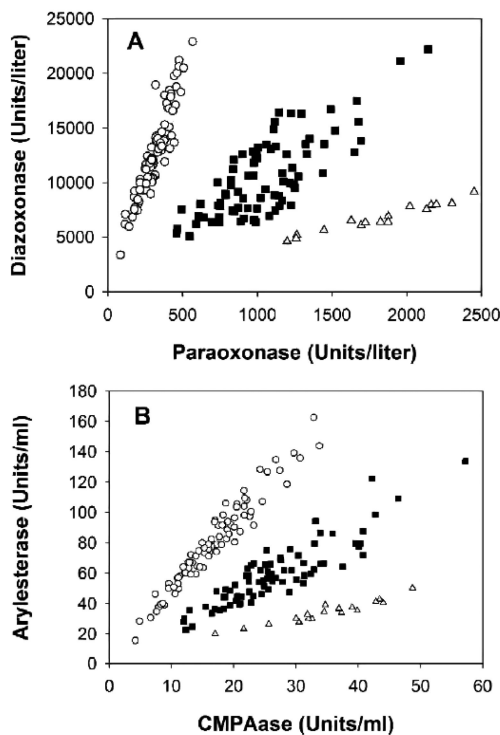 A
Diazoxonase (Units/liter)
25000
20000
15000
10000
5000
0
0 500 1000 1500 2000 2500
Paraoxonase (Units/liter)
B
Arylesterase (Units/ml)
180
160
140
120
100
80
60
40
20
0
0 10 20 30 40 50 60
CMPAase (Units/ml)